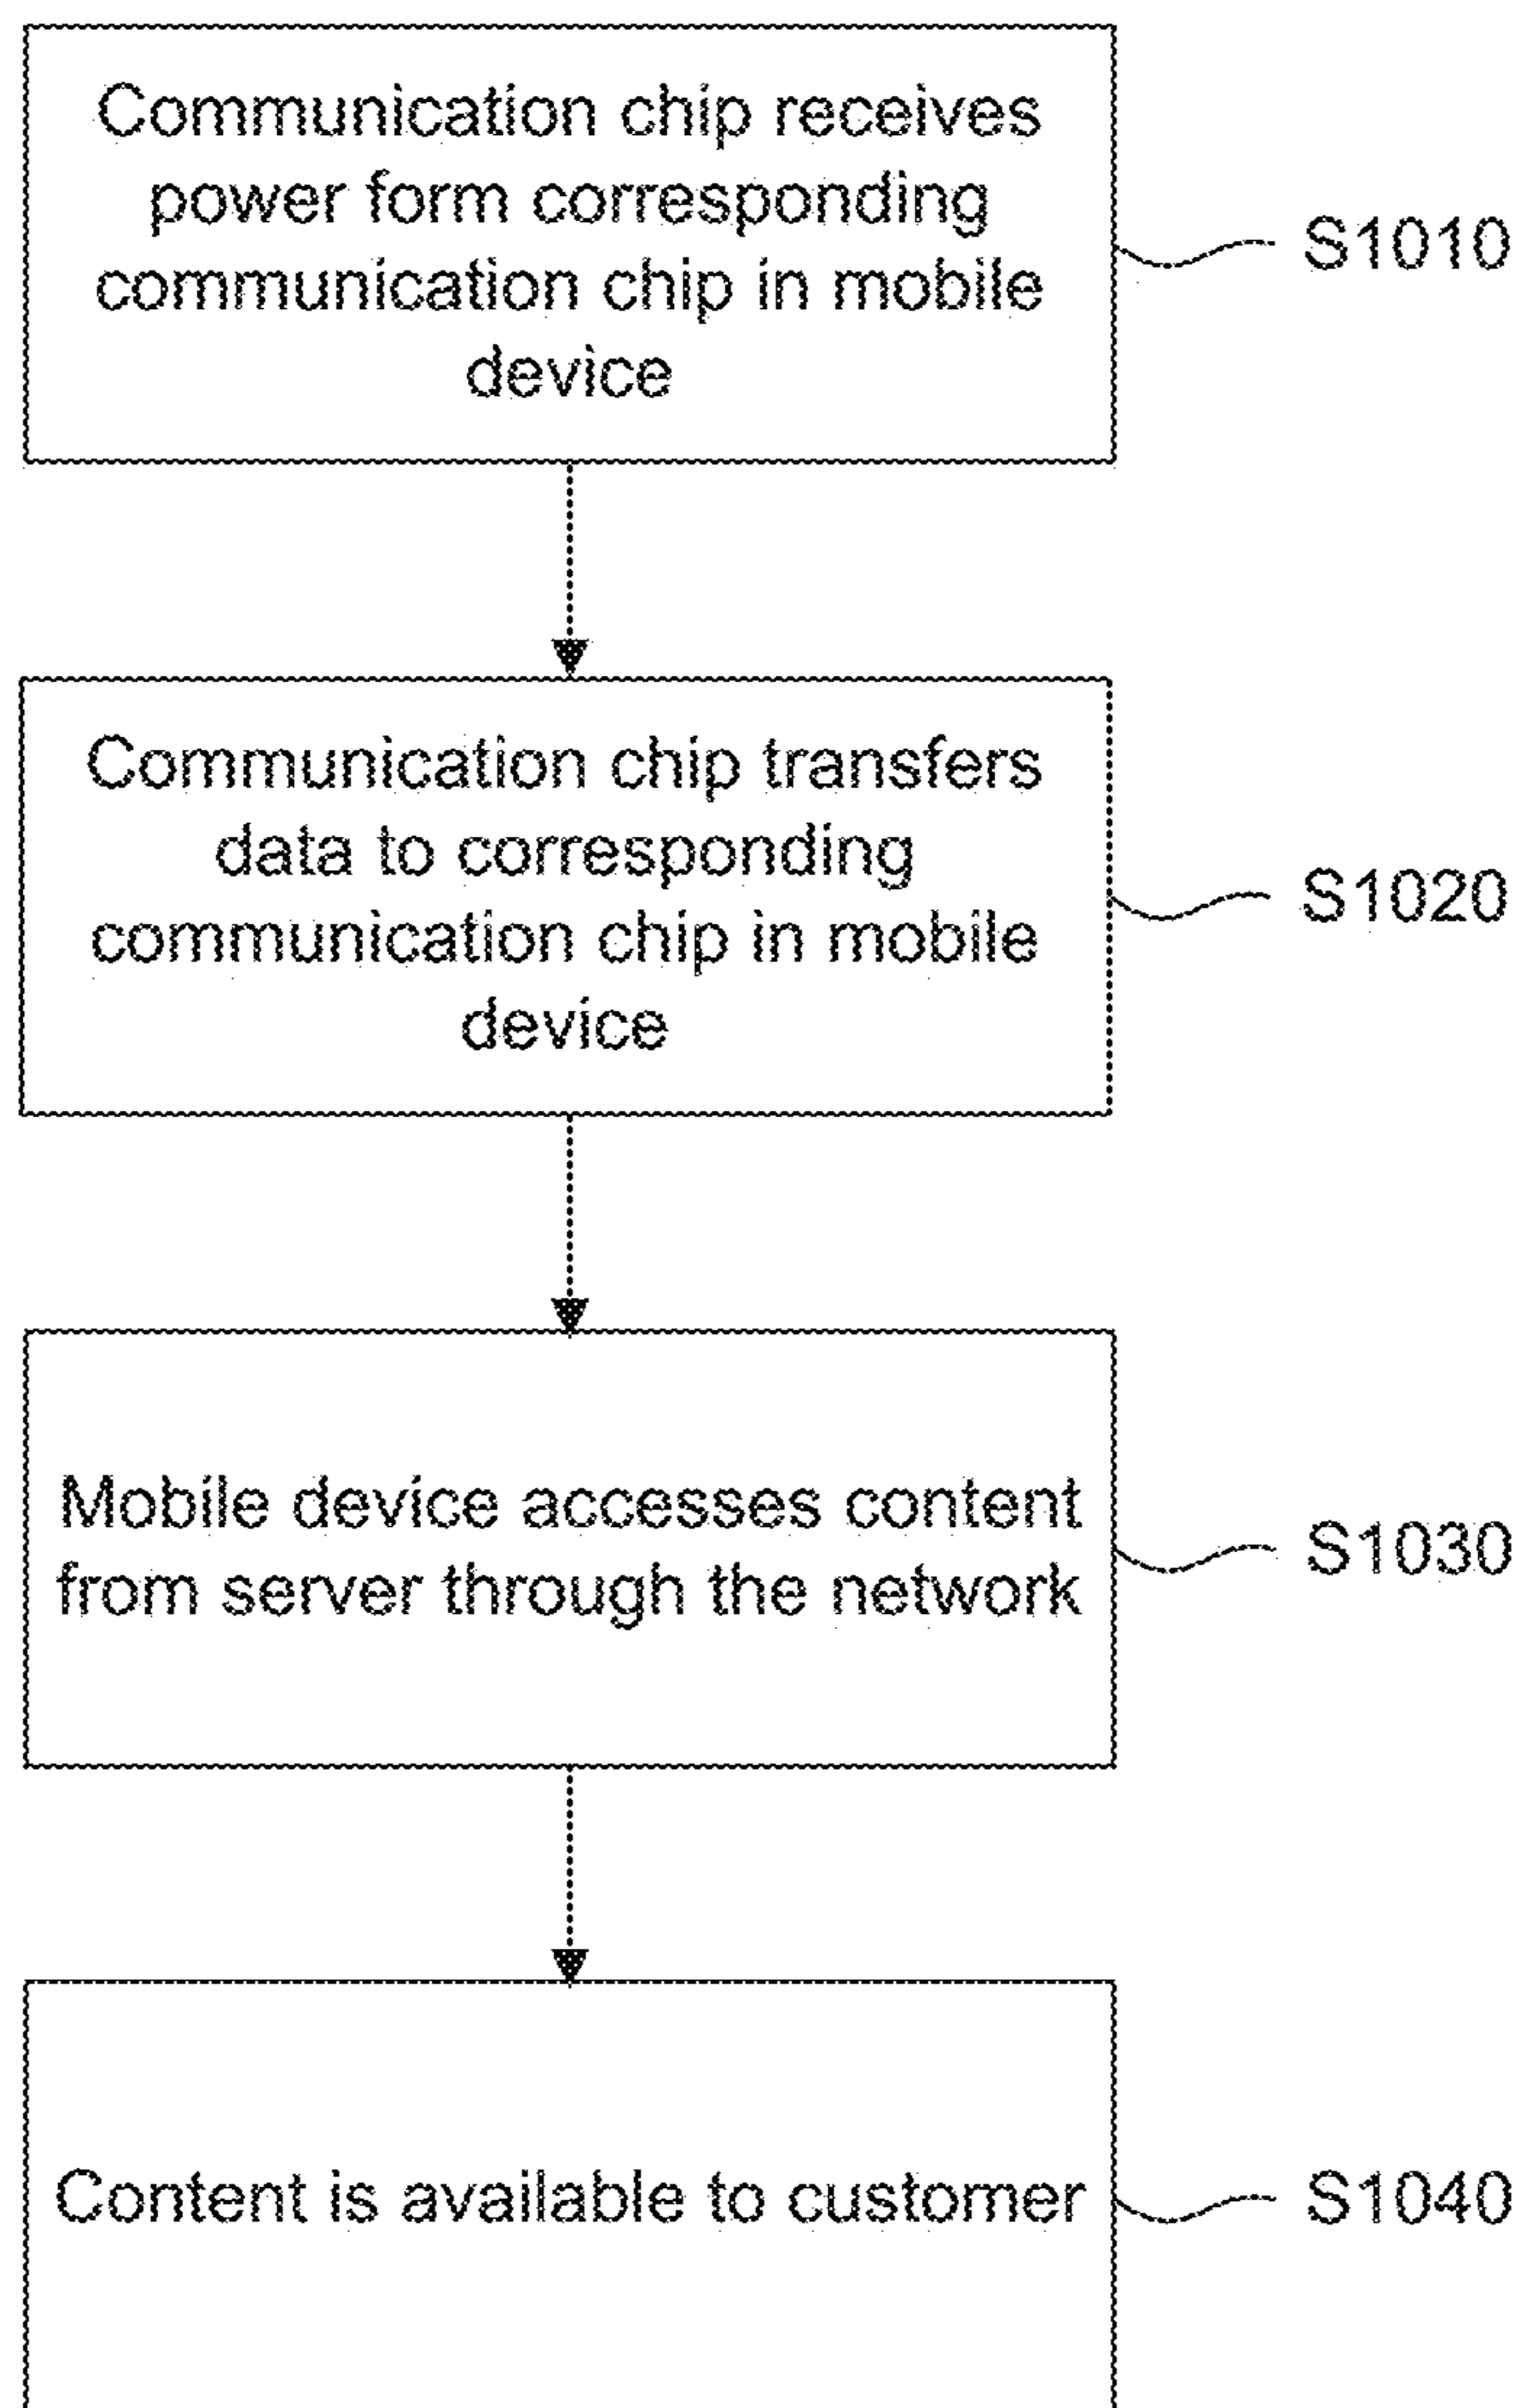 Communication chip receives
power form corresponding
communication chip in mobile
device
S1010
Communication chip transfers
data to corresponding
communication chip in mobile
device
S1020
Mobile device accesses content
from server through the network
S1030
Content is available to customer
S1040